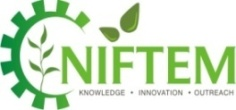 NIFTEM
KNOWLEDGE • INNOVATION • OUTREACH